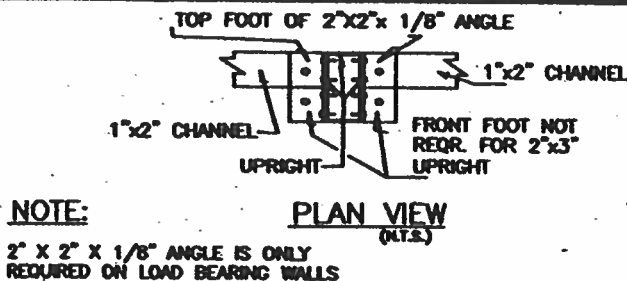 TOP FOOT OF 2"X2"x 1/8" ANGLE
1"x2" CHANNEL
1"x2" CHANNEL
FRONT FOOT NOT
REQR. FOR 2"x3"
UPRIGHT
UPRIGHT
NOTE:
PLAN VIEW
(N.T.S.)
2" X 2" X 1/8" ANGLE IS ONLY
REQUIRED ON LOAD BEARING WALLS